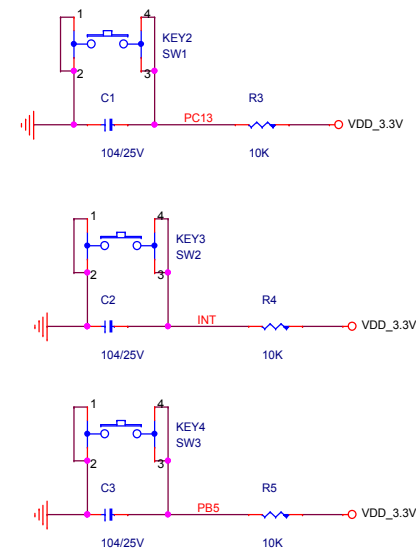 1 4
KEY2
SW1
2 3
C1 R3
PC13 VDD_3.3V
104/25V 10K
1 4
KEY3
SW2
2 3
C2 R4
INT VDD_3.3V
104/25V 10K
1 4
KEY4
SW3
2 3
C3 R5
PB5 VDD_3.3V
104/25V 10K